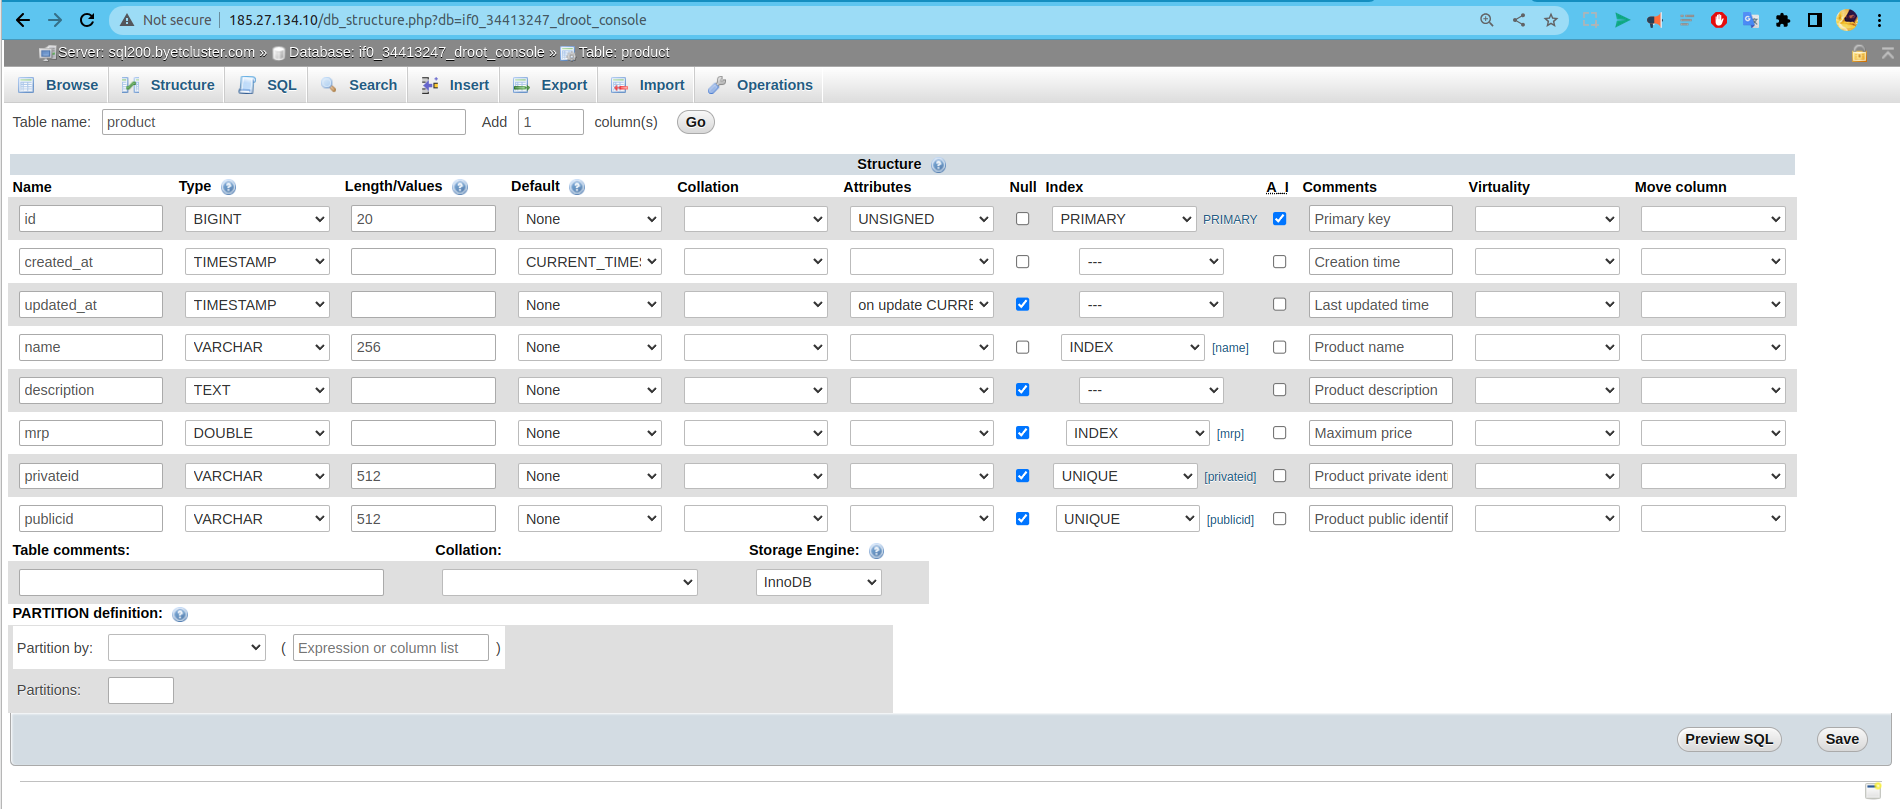 Not secure 185.27.134.10/db_structure.php?db=if0_34413247_droot_console
Server: sql200.byetcluster.com » Database: if0_34413247_droot_console » Table: product
Browse Structure SQL Search Insert Export Import Operations
Table name: product Add 1 column(s) Go
Structure
Name Type Length/Values Default Collation Attributes Null Index A_I Comments Virtuality Move column
id BIGINT 20 None UNSIGNED PRIMARY PRIMARY Primary key
created_at TIMESTAMP CURRENT_TIMES --- Creation time
updated_at TIMESTAMP None on update CURRE --- Last updated time
name VARCHAR 256 None INDEX [name] Product name
description TEXT None --- Product description
mrp DOUBLE None INDEX [mrp] Maximum price
privateid VARCHAR 512 None UNIQUE [privateid] Product private identi
publicid VARCHAR 512 None UNIQUE [publicid] Product public identif
Table comments: Collation: Storage Engine:
InnoDB
PARTITION definition:
Partition by: ( Expression or column list )
Partitions:
Preview SQL Save